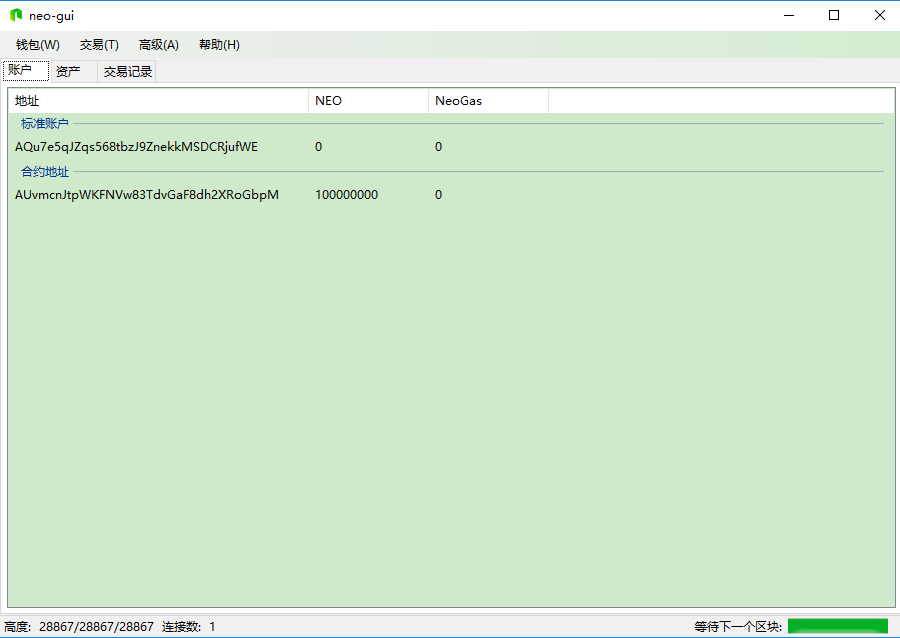 neo-gui
钱包(W) 交易(T) 高级(A) 帮助(H)
账户 资产 交易记录
地址 NEO NeoGas
标准账户
AQu7e5qJZqs568tbzJ9ZnekkMSDCRjufWE 0 0
合约地址
AUvmcnJtpWKFNVw83TdvGaF8dh2XRoGbpM 100000000 0
高度: 28867/28867/28867 连接数: 1 等待下一个区块: